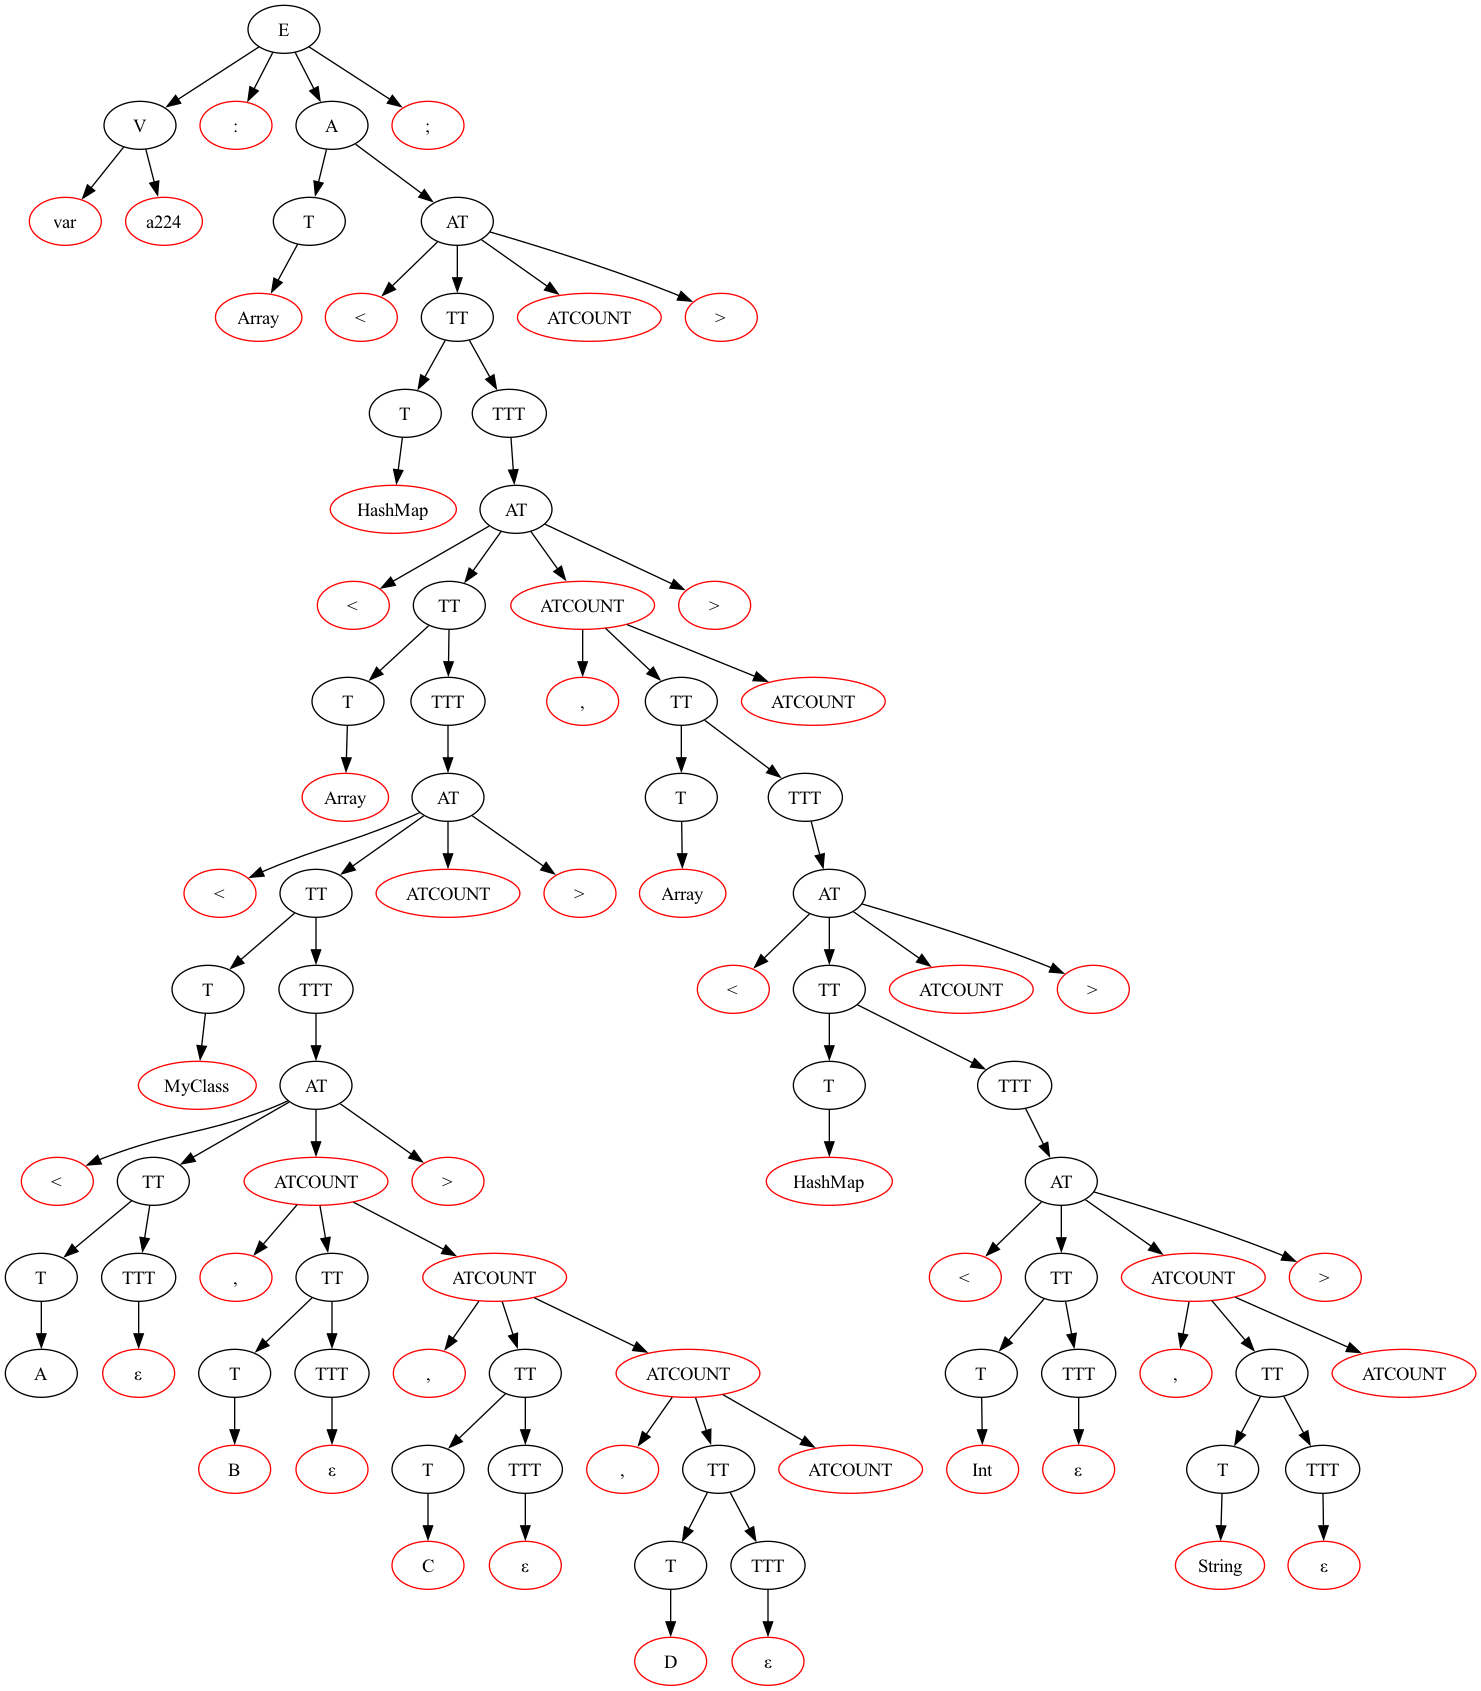 E
V : A ;
var a224 T AT
Array < TT ATCOUNT >
T TTT
HashMap AT
< TT ATCOUNT >
T TTT , TT ATCOUNT
Array AT T TTT
< TT ATCOUNT > Array AT
T TTT < TT ATCOUNT >
MyClass AT T TTT
< TT ATCOUNT > HashMap AT
T TTT , TT ATCOUNT < TT ATCOUNT >
A ε T TTT , TT ATCOUNT T TTT , TT ATCOUNT
B ε T TTT , TT ATCOUNT Int ε T TTT
C ε T TTT String ε
D ε